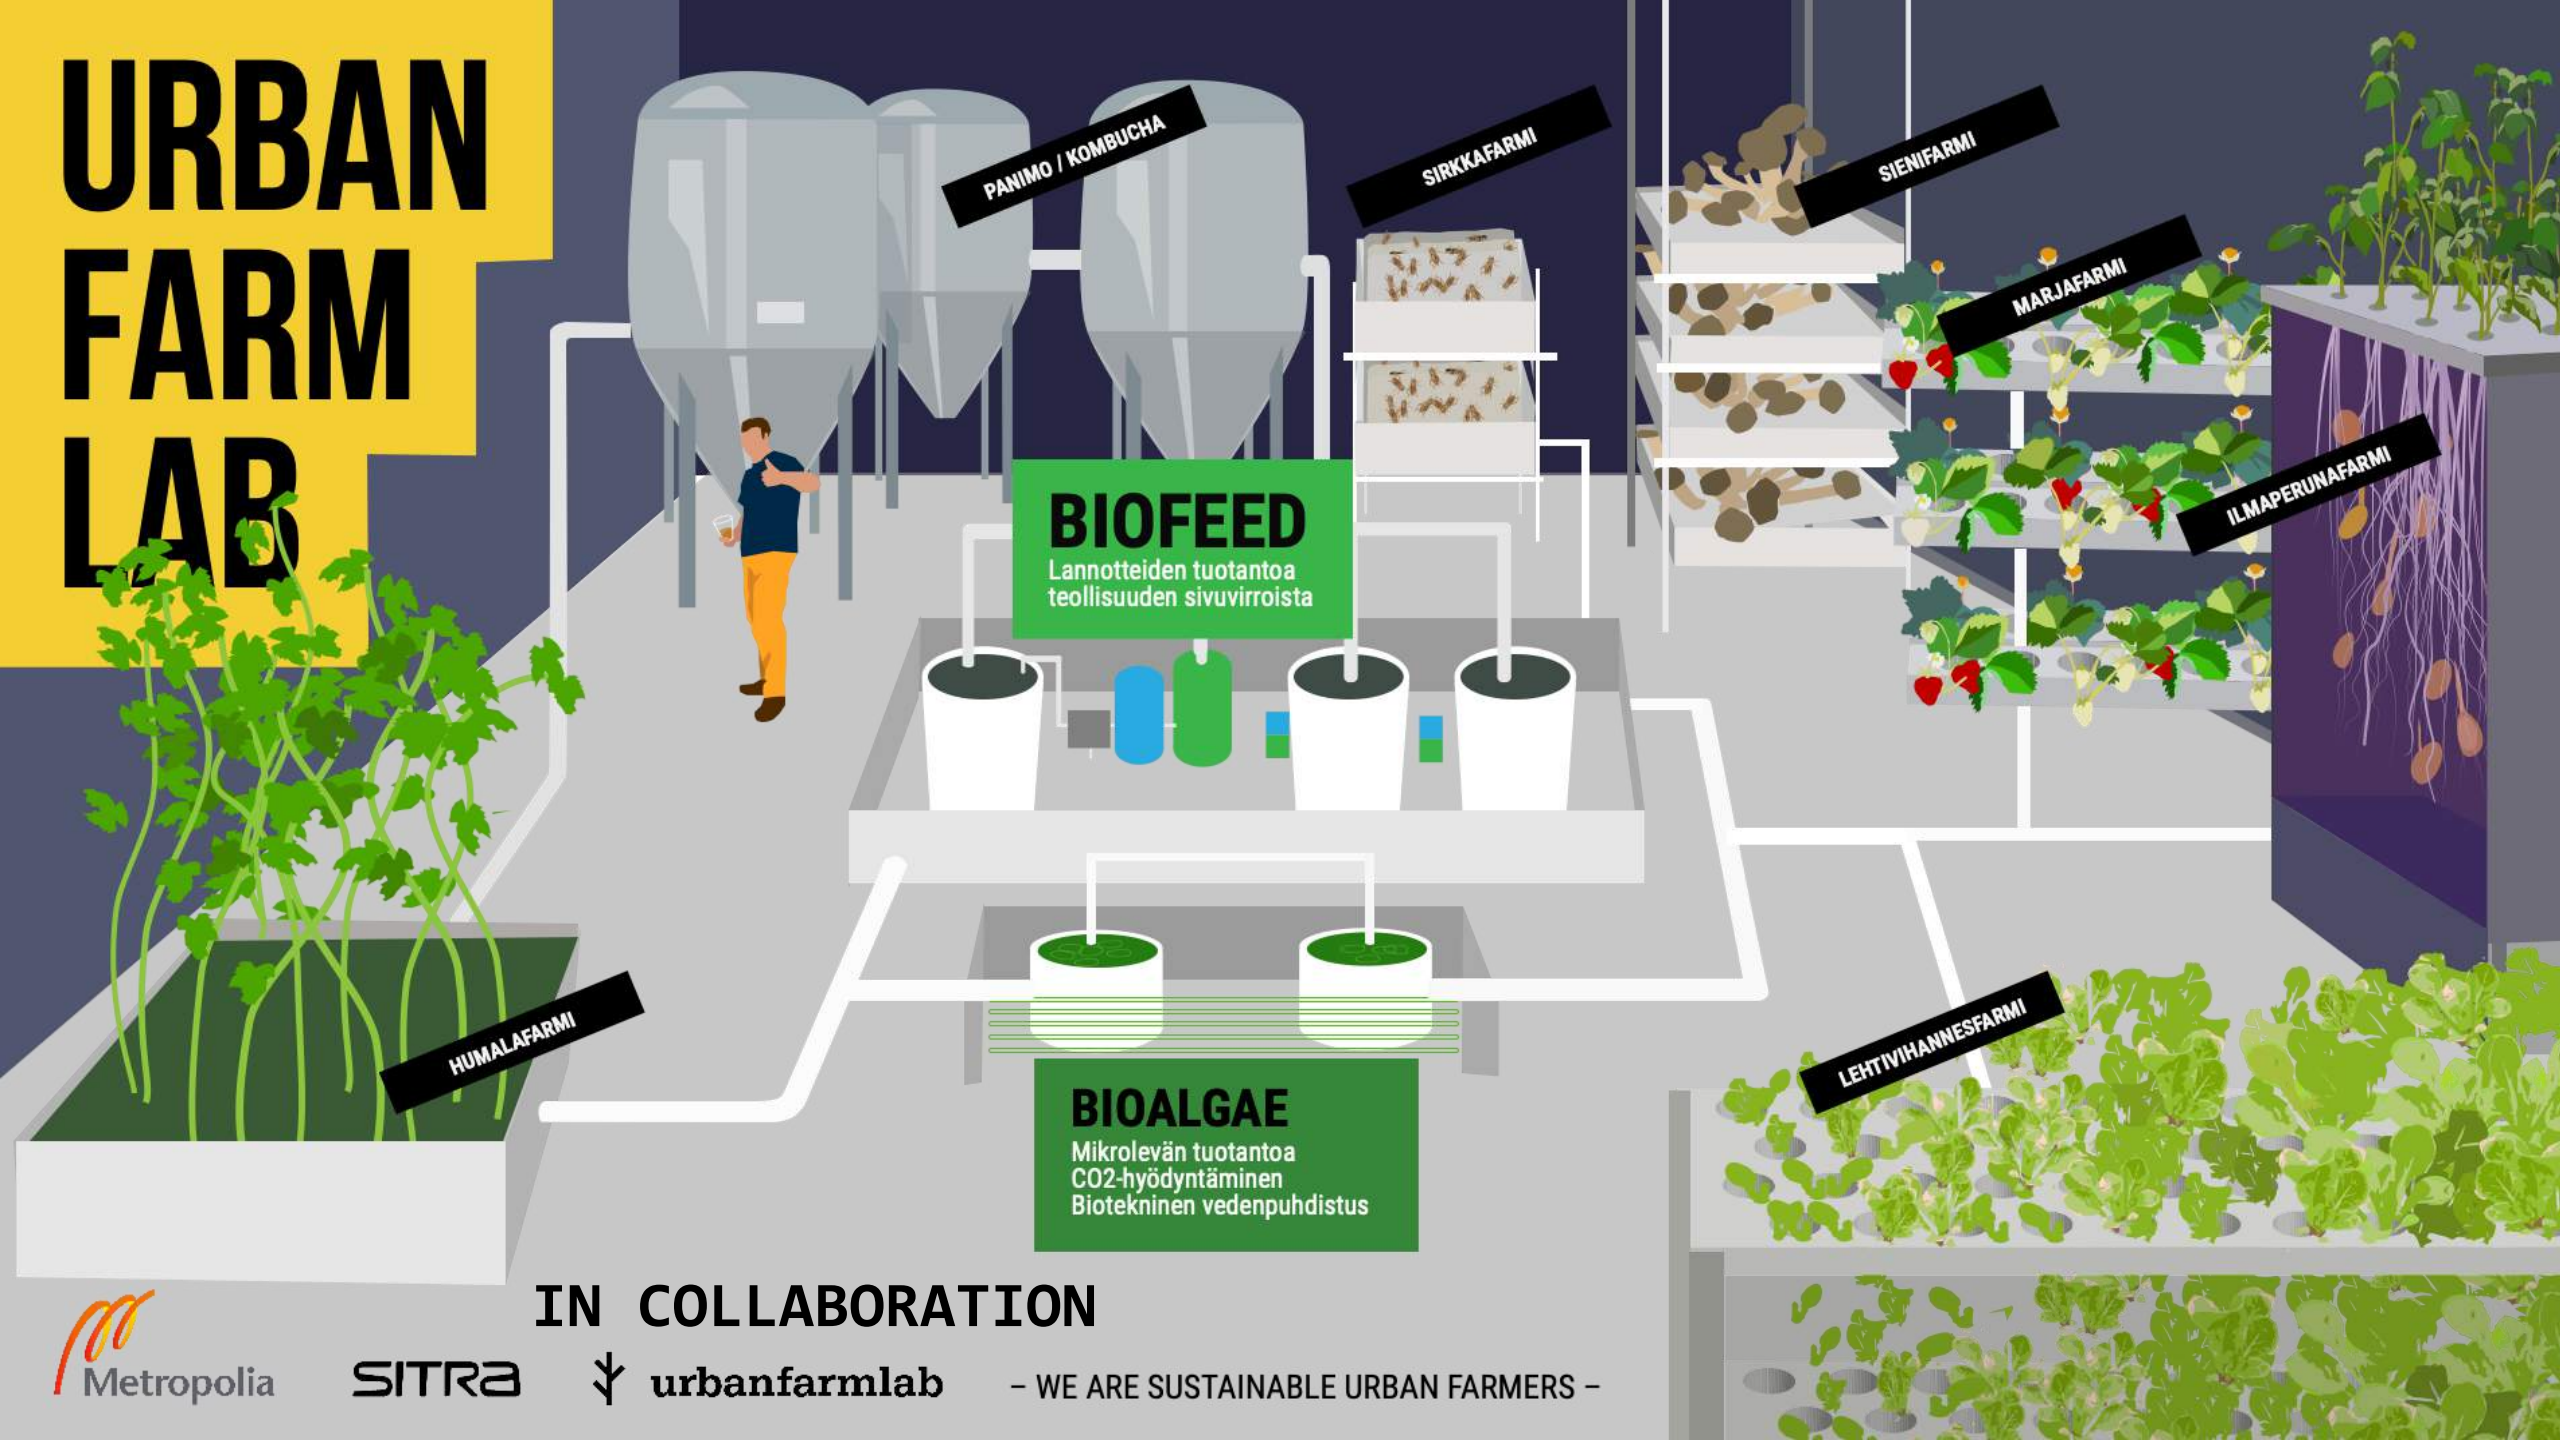 URBAN
FARM
LAB
PANIMO / KOMBUCHA
SIRKKAFARMI
SIENIFARMI
MARJAFARMI
ILMAPERUNAFARMI
BIOFEED
Lannotteiden tuotantoa
teollisuuden sivuvirroista
HUMALAFARMI
LEHTIVIHANNESFARMI
BIOALGAE
Mikrolevän tuotantoa
CO2-hyödyntäminen
Biotekninen vedenpuhdistus
IN COLLABORATION
Metropolia
SITRA
urbanfarmlab
– WE ARE SUSTAINABLE URBAN FARMERS –